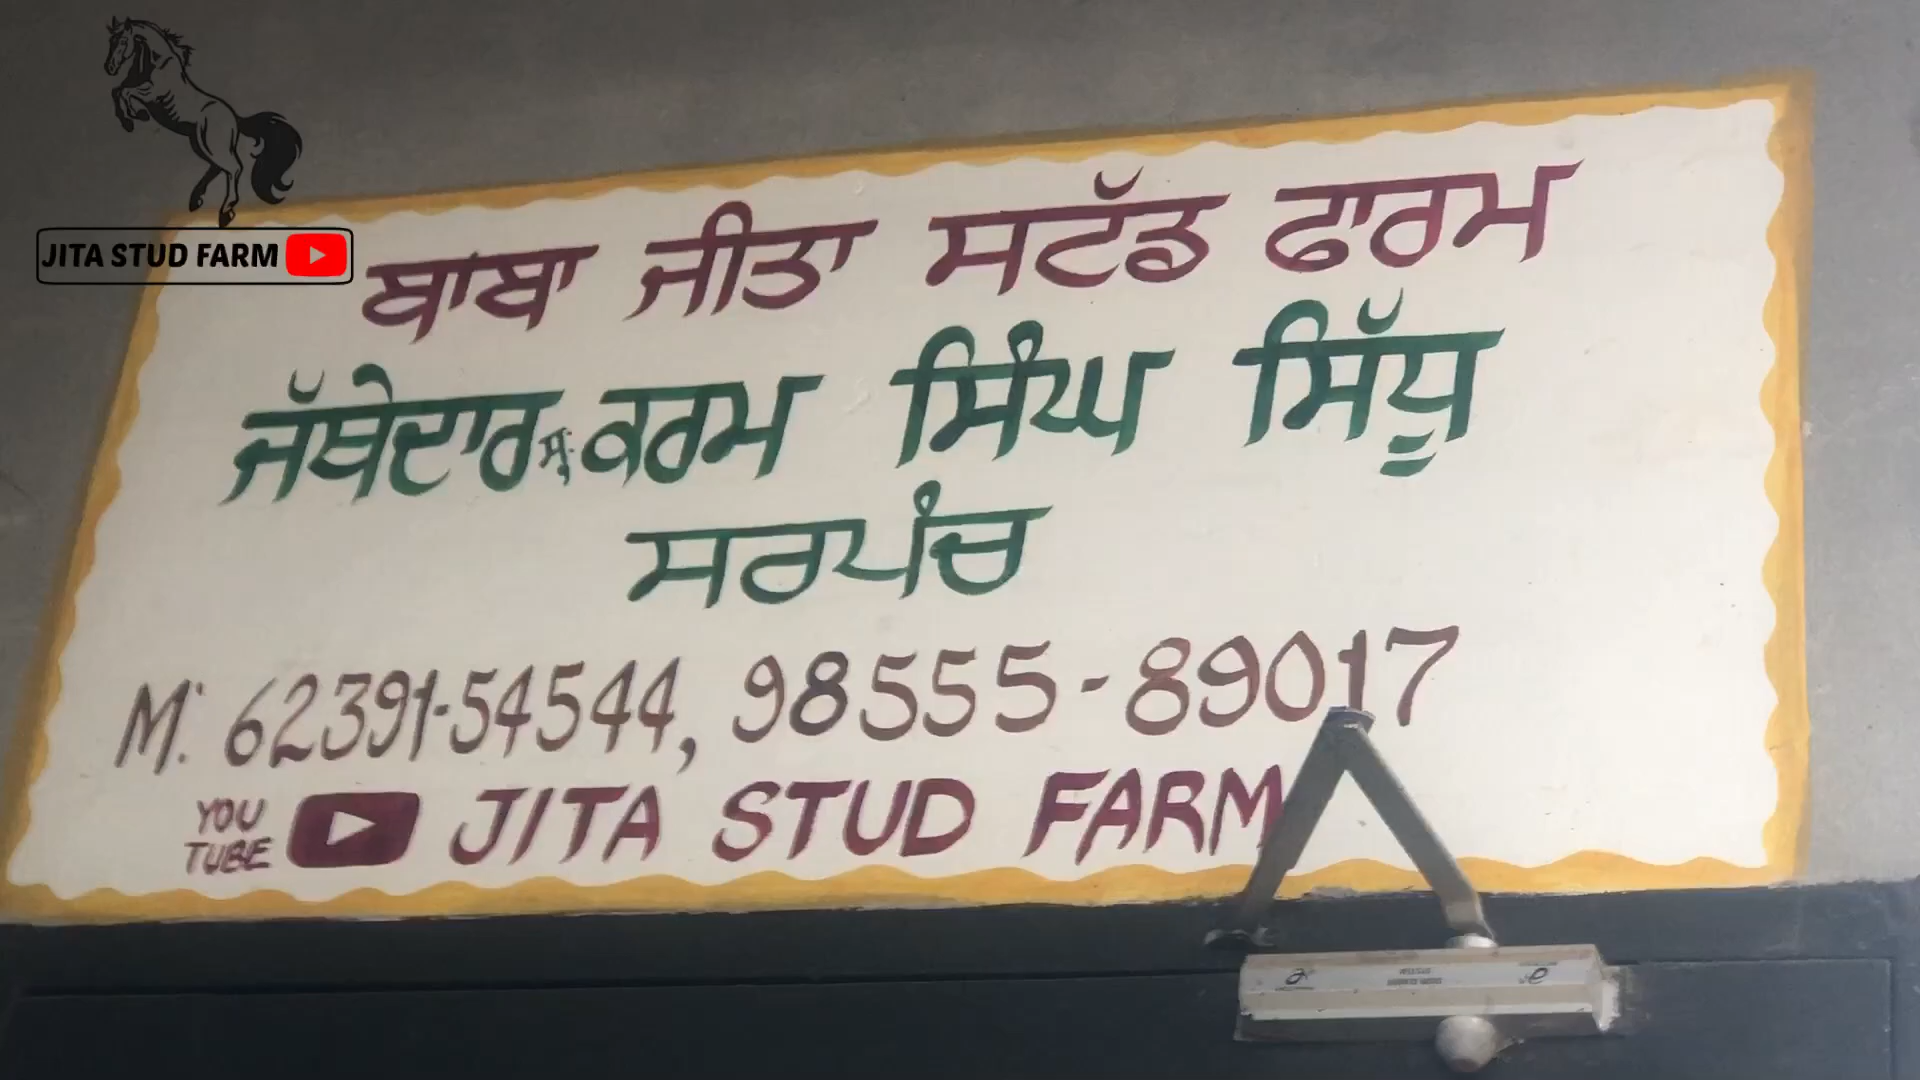 JITA STUD FARM
ਬਾਬਾ ਜੀਤਾ ਸਟੱਡ ਫਾਰਮ
ਜੱਥੇਦਾਰ ਸ੍ਰ: ਕਰਮ ਸਿੰਘ ਸਿੱਧੂ
ਸਰਪੰਚ
M: 62391-54544, 98555-89017
YOU TUBE JITA STUD FARM